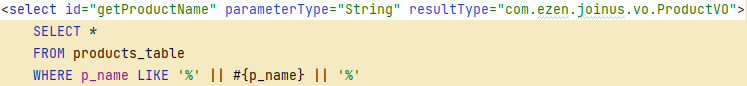 <select id="getProductName" parameterType="String" resultType="com.ezen.joinus.vo.ProductVO">
SELECT *
FROM products_table
WHERE p_name LIKE '%' || #{p_name} || '%'